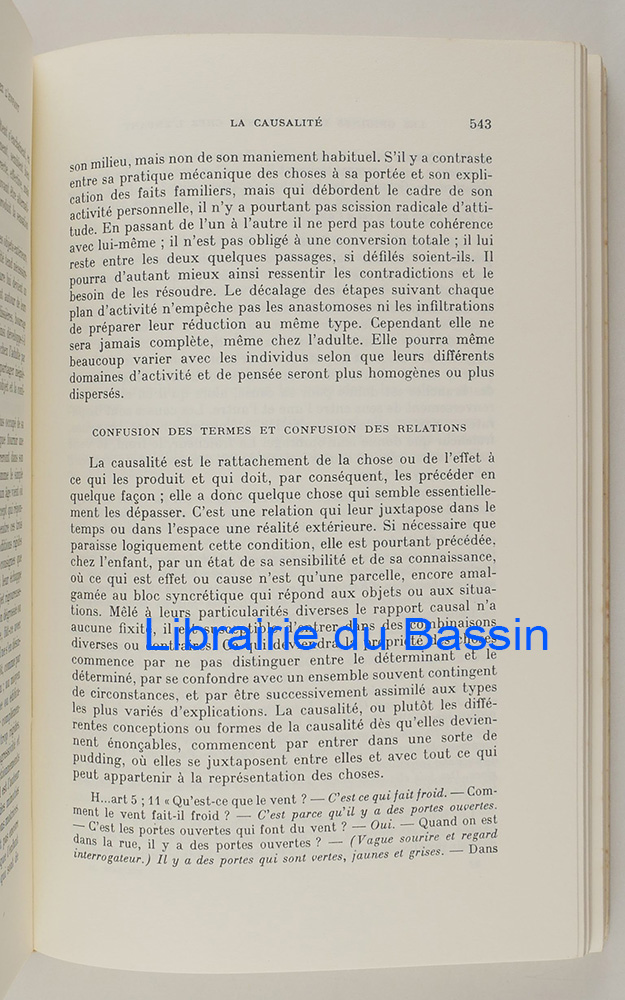 LA CAUSALITÉ 543
son milieu, mais non de son maniement habituel. S'il y a contraste
entre sa pratique mécanique des choses à sa portée et son expli-
cation des faits familiers, mais qui débordent le cadre de son
activité personnelle, il n'y a pourtant pas scission radicale d'atti-
tude. En passant de l'un à l'autre il ne perd pas toute cohérence
avec lui-même ; il n'est pas obligé à une conversion totale ; il lui
reste entre les deux quelques passages, si défilés soient-ils. Il
pourra d'autant mieux ainsi ressentir les contradictions et le
besoin de les résoudre. Le décalage des étapes suivant chaque
plan d'activité n'empêche pas les anastomoses ni les infiltrations
de préparer leur réduction au même type. Cependant elle ne
sera jamais complète, même chez l'adulte. Elle pourra même
beaucoup varier avec les individus selon que leurs différents
domaines d'activité et de pensée seront plus homogènes ou plus
dispersés.
CONFUSION DES TERMES ET CONFUSION DES RELATIONS
La causalité est le rattachement de la chose ou de l'effet à
ce qui les produit et qui doit, par conséquent, les précéder en
quelque façon ; elle a donc quelque chose qui semble essentielle-
ment les dépasser. C'est une relation qui leur juxtapose dans le
temps ou dans l'espace une réalité extérieure. Si nécessaire que
paraisse logiquement cette condition, elle est pourtant précédée,
chez l'enfant, par un état de sa sensibilité et de sa connaissance,
où ce qui est effet ou cause n'est qu'une parcelle, encore amal-
gamée au bloc syncrétique qui répond aux objets ou aux situa-
tions. Mêlé à leurs particularités diverses le rapport causal n'a
aucune fixité, il est susceptible d'entrer dans des combinaisons
diverses ou contraires. Ce qui deviendra la propriété des choses
Librairie du Bassin
commence par ne pas distinguer entre le déterminant et le
déterminé, par se confondre avec un ensemble souvent contingent
de circonstances, et par être successivement assimilé aux types
les plus variés d'explications. La causalité, ou plutôt les diffé-
rentes conceptions ou formes de la causalité dès qu'elles devien-
nent énonçables, commencent par entrer dans une sorte de
pudding, où elles se juxtaposent entre elles et avec tout ce qui
peut appartenir à la représentation des choses.
H...art 5 ; 11 « Qu'est-ce que le vent ? — C'est ce qui fait froid. — Com-
ment le vent fait-il froid ? — C'est parce qu'il y a des portes ouvertes.
— C'est les portes ouvertes qui font du vent ? — Oui. — Quand on est
dans la rue, il y a des portes ouvertes ? — (Vague sourire et regard
interrogateur.) Il y a des portes qui sont vertes, jaunes et grises. — Dans